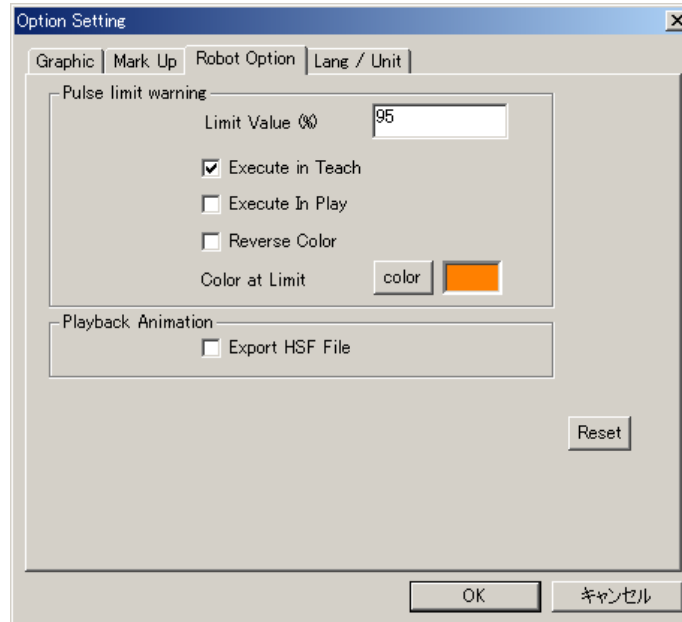 Option Setting
Graphic Mark Up Robot Option Lang / Unit
Pulse limit warning
Limit Value (%) 95
Execute in Teach
Execute In Play
Reverse Color
Color at Limit color
Playback Animation
Export HSF File
Reset
OK キャンセル